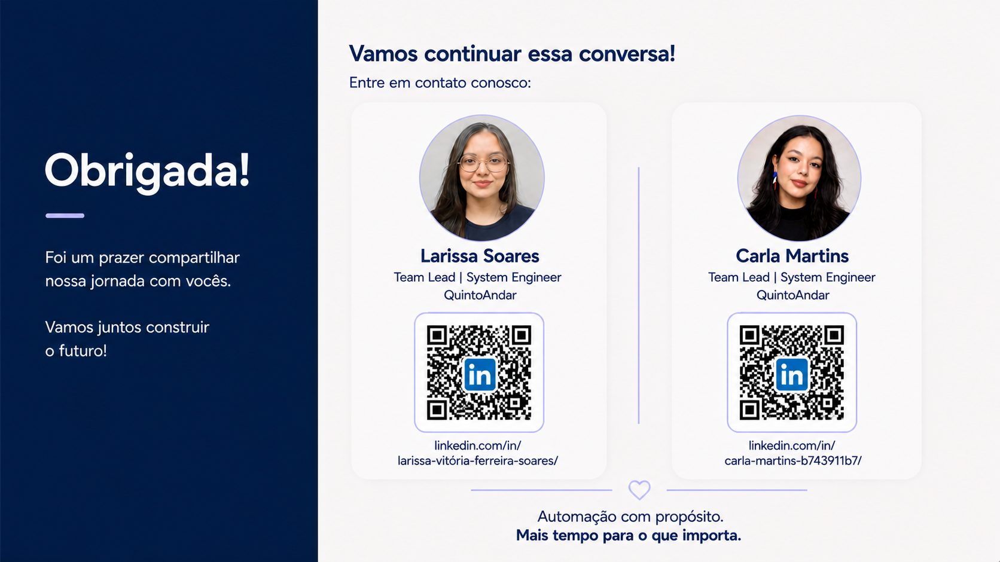 Obrigada!
Foi um prazer compartilhar
nossa jornada com vocês.
Vamos juntos construir
o futuro!
Vamos continuar essa conversa!
Entre em contato conosco:
Larissa Soares
Team Lead | System Engineer
QuintoAndar
in
linkedin.com/in/
larissa-vitória-ferreira-soares/
Carla Martins
Team Lead | System Engineer
QuintoAndar
in
linkedin.com/in/
carla-martins-b743911b7/
Automação com propósito.
Mais tempo para o que importa.